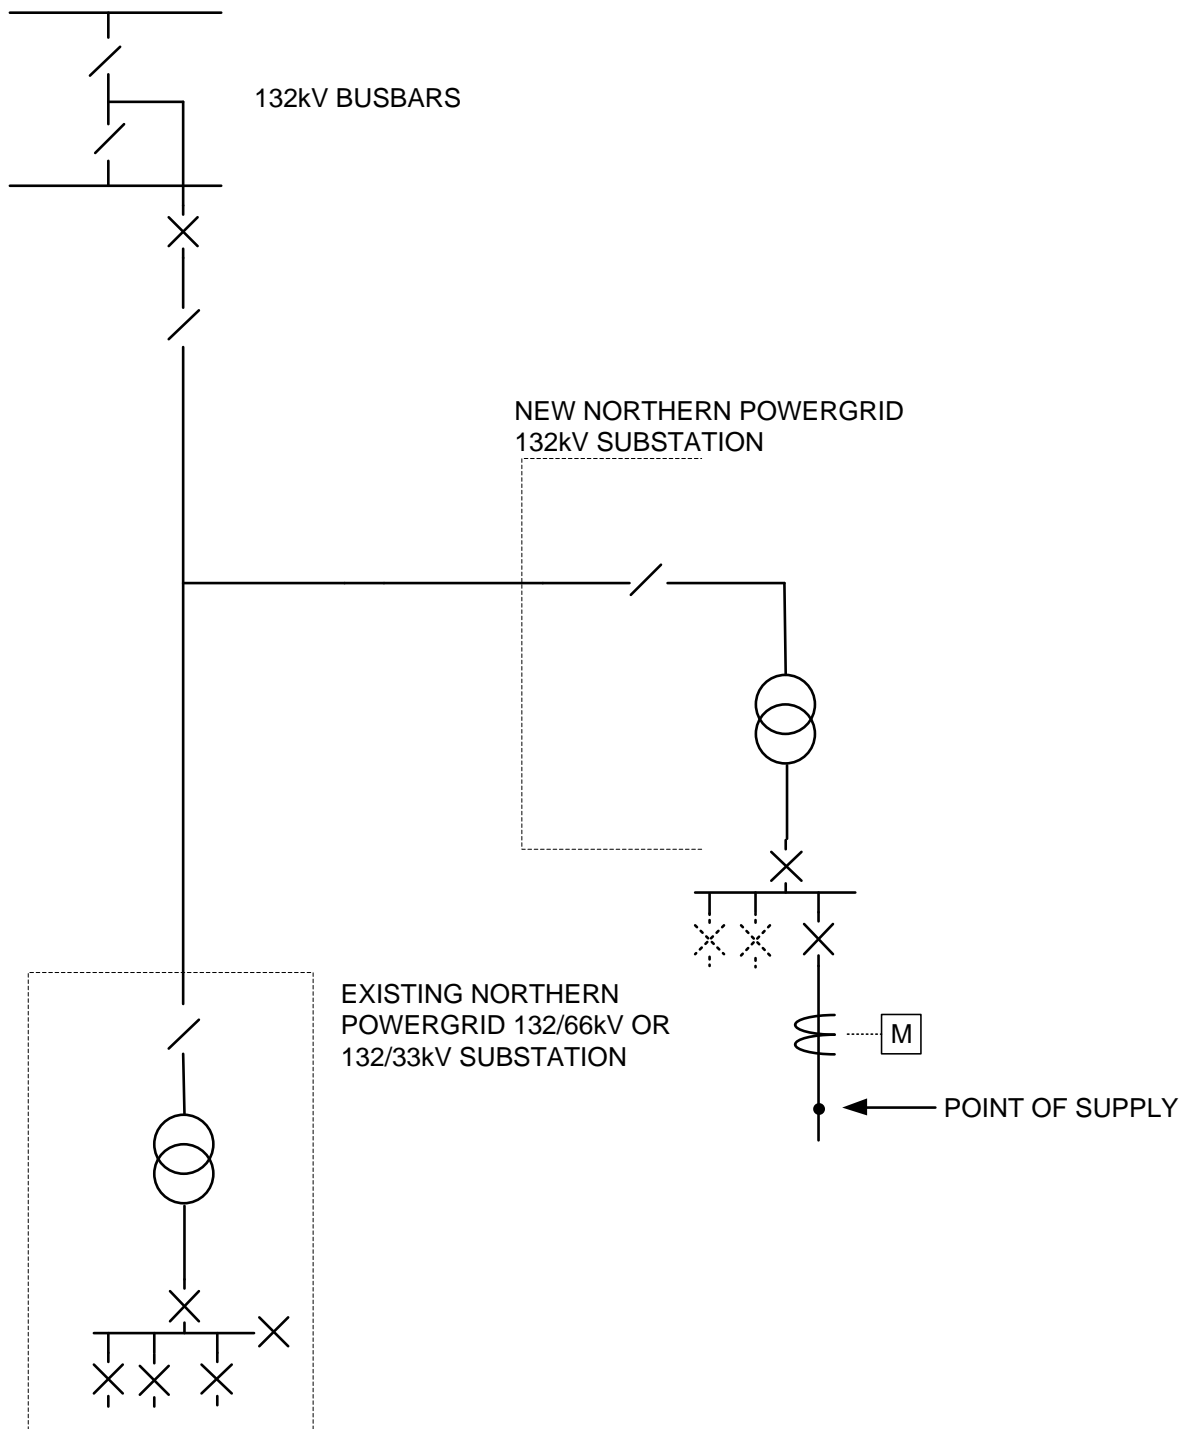 132kV BUSBARS
NEW NORTHERN POWERGRID
132kV SUBSTATION
EXISTING NORTHERN
POWERGRID 132/66kV OR
132/33kV SUBSTATION
M
POINT OF SUPPLY